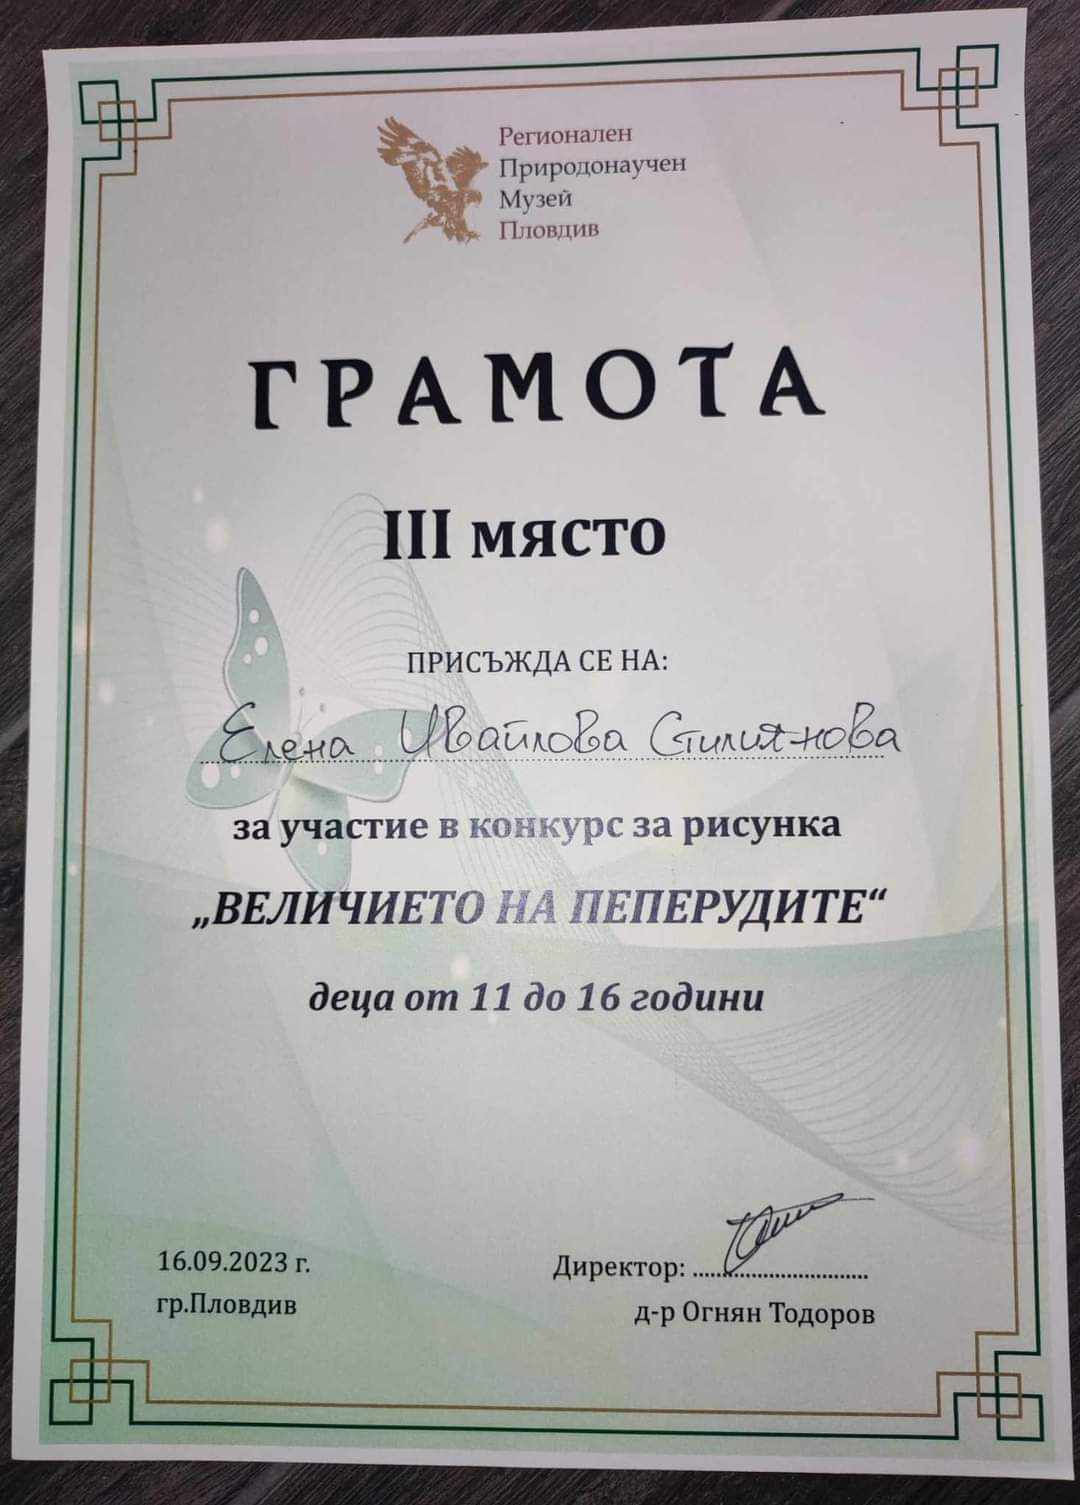 Регионален
Природонаучен
Музей
Пловдив
ГРАМОТА
III място
ПРИСЪЖДА СЕ НА:
Елена Ивайлова Стилиянова
за участие в конкурс за рисунка
„ВЕЛИЧИЕТО НА ПЕПЕРУДИТЕ“
деца от 11 до 16 години
16.09.2023 г.
гр.Пловдив
Директор: ..............................
д-р Огнян Тодоров